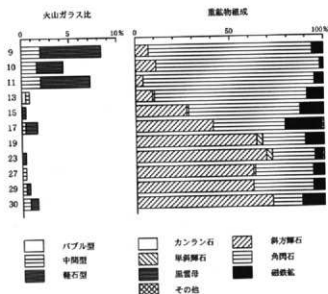 火山ガラス比
重鉱物組成
0 5 10% 0 50 100%
9
10
11
13
15
17
19
23
27
29
30
バブル型
中間型
軽石型
カンラン石
単斜輝石
黒雲母
その他
斜方輝石
角閃石
磁鉄鉱